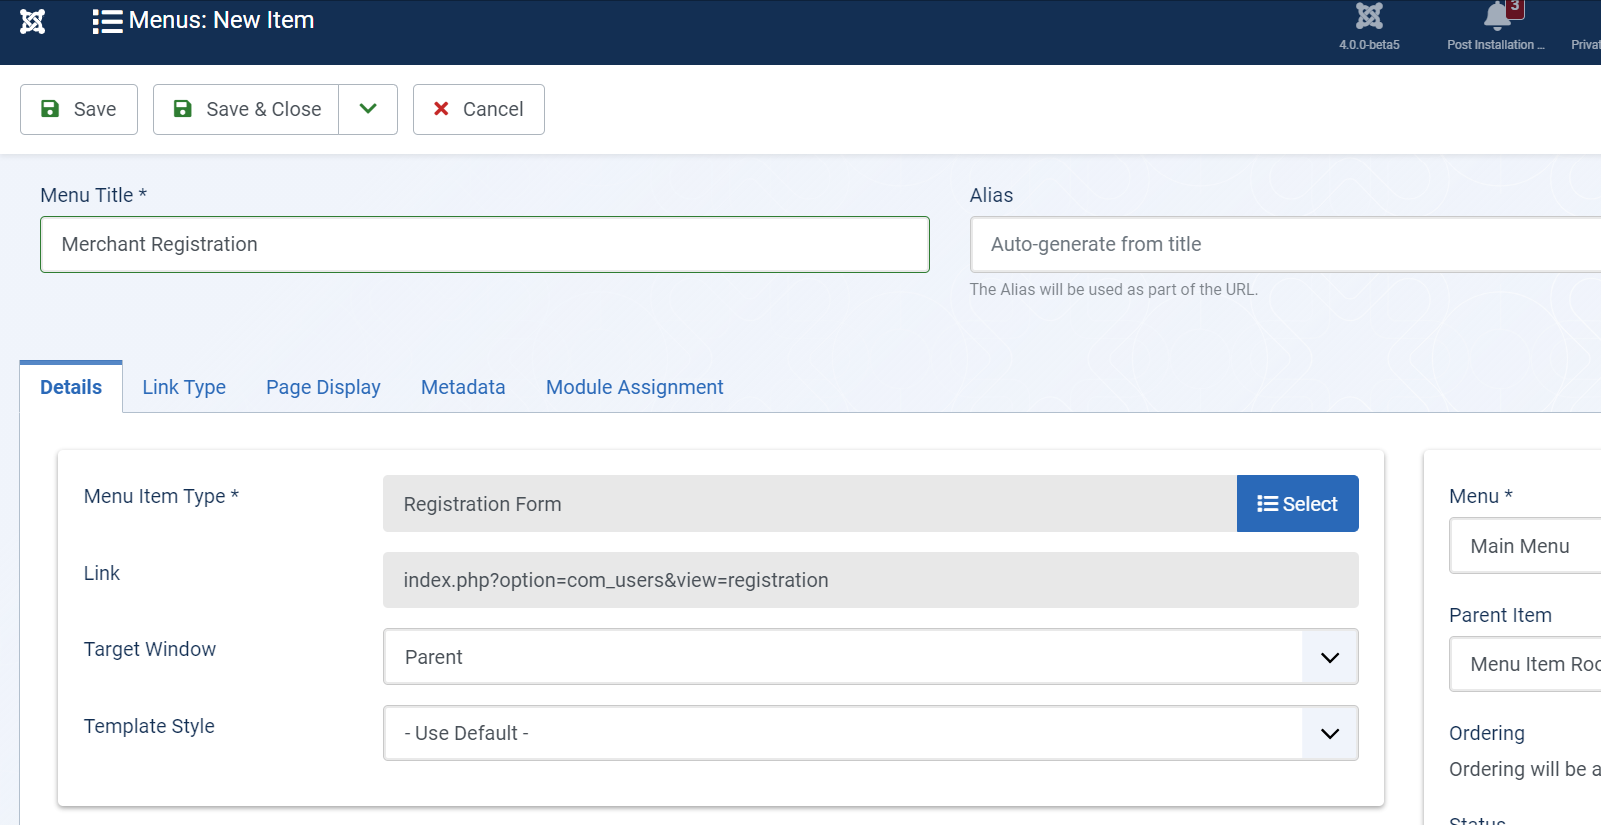 Menus: New Item
4.0.0-beta5
3
Post Installation ...
Save
Save & Close
Cancel
Menu Title *
Alias
Merchant Registration
Auto-generate from title
The Alias will be used as part of the URL.
Details
Link Type
Page Display
Metadata
Module Assignment
Menu Item Type *
Registration Form
Select
Link
index.php?option=com_users&view=registration
Target Window
Parent
Template Style
- Use Default -
Menu *
Main Menu
Parent Item
Menu Item
Ordering
Ordering will be a